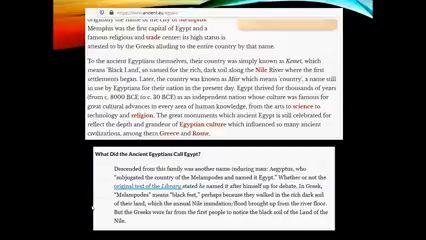 https://www.ancient.eu/egypt/
originally the name of the city of Memphis.
Memphis was the first capital of Egypt and a
famous religious and trade center; its high status is
attested to by the Greeks alluding to the entire country by that name.
To the ancient Egyptians themselves, their country was simply known as Kemet, which
means 'Black Land', so named for the rich, dark soil along the Nile River where the first
settlements began. Later, the country was known as Misr which means 'country', a name still
in use by Egyptians for their nation in the present day. Egypt thrived for thousands of years
(from c. 8000 BCE to c. 30 BCE) as an independent nation whose culture was famous for
great cultural advances in every area of human knowledge, from the arts to science to
technology and religion. The great monuments which ancient Egypt is still celebrated for
reflect the depth and grandeur of Egyptian culture which influenced so many ancient
civilizations, among them Greece and Rome.
What Did the Ancient Egyptians Call Egypt?
Descended from this family was another name-inducing man: Aegyptus, who
"subjugated the country of the Melampodes and named it Egypt." Whether or not the
original text of the Library stated he named it after himself up for debate. In Greek,
"Melampodes" means "black feet," perhaps because they walked in the rich dark soil
of their land, which the annual Nile inundation/flood brought up from the river floor.
But the Greeks were far from the first people to notice the black soil of the Land of
Nile.